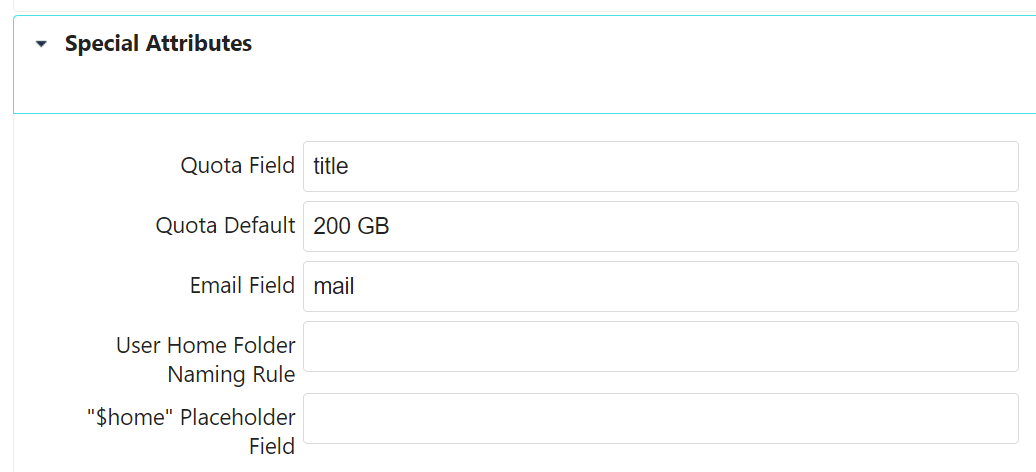 Special Attributes
Quota Field title
Quota Default 200 GB
Email Field mail
User Home Folder
Naming Rule
"$home" Placeholder
Field